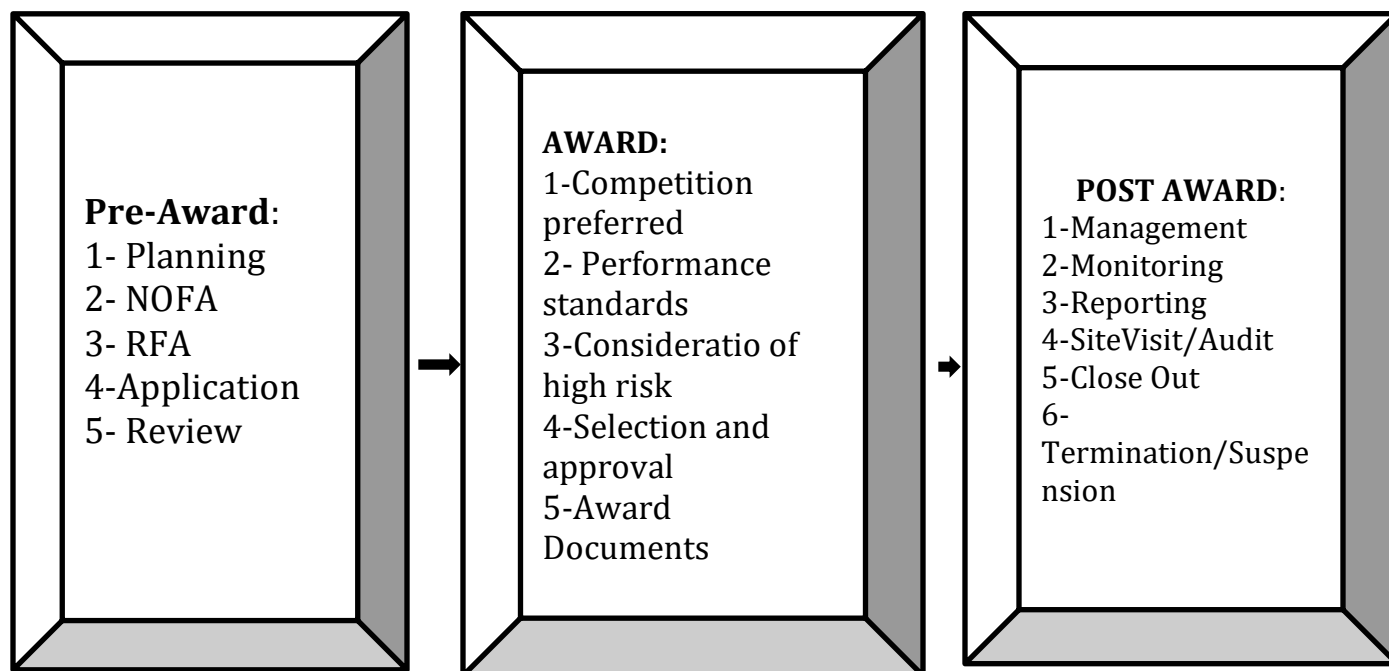 Pre-Award:
1- Planning
2- NOFA
3- RFA
4-Application
5- Review
AWARD:
1-Competition
preferred
2- Performance
standards
3-Consideratio of
high risk
4-Selection and
approval
5-Award
Documents
POST AWARD:
1-Management
2-Monitoring
3-Reporting
4-SiteVisit/Audit
5-Close Out
6-
Termination/Suspe
nsion